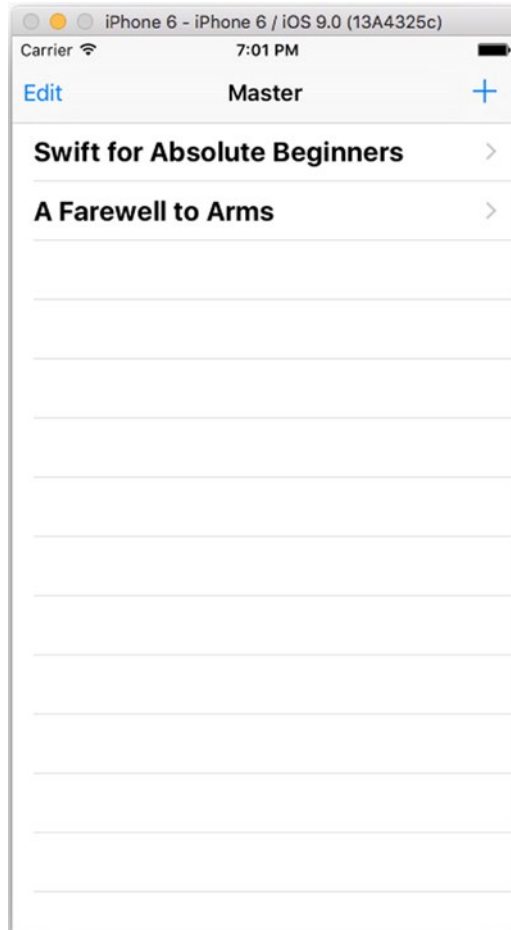 iPhone 6 - iPhone 6 / iOS 9.0 (13A4325c)
Carrier 7:01 PM
Edit Master +
Swift for Absolute Beginners
A Farewell to Arms